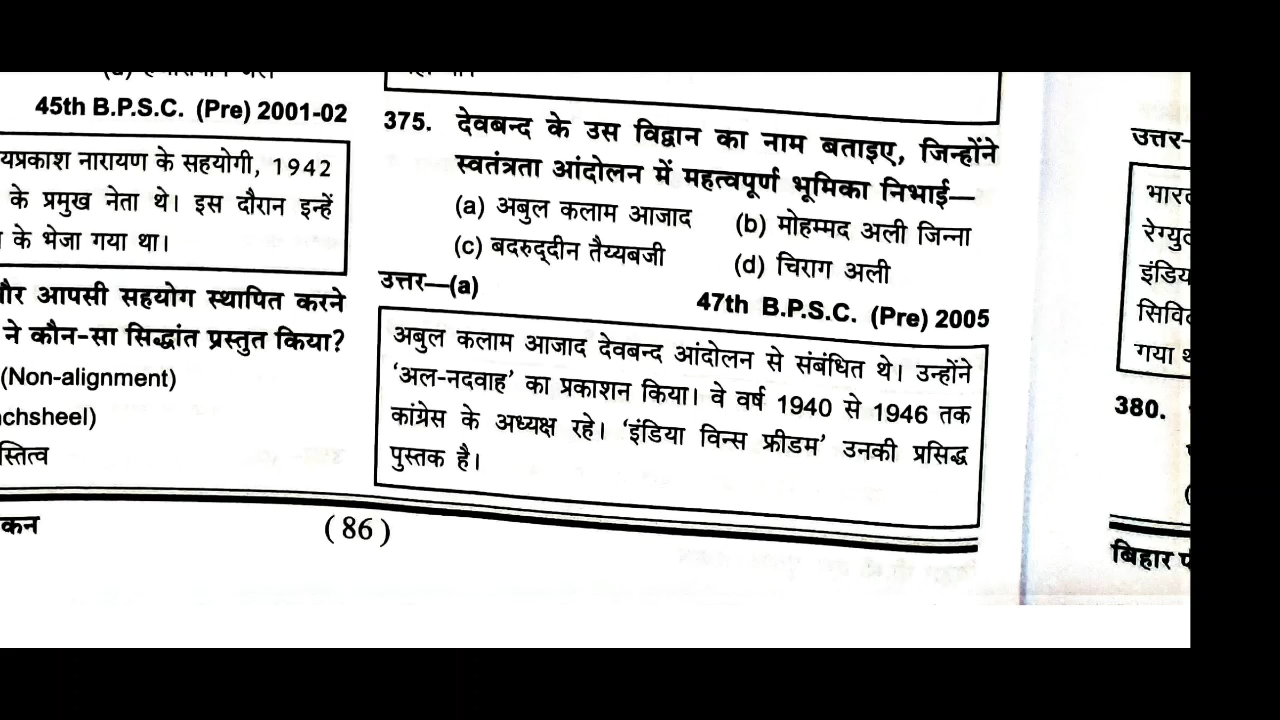 45th B.P.S.C. (Pre) 2001-02
यप्रकाश नारायण के सहयोगी, 1942
के प्रमुख नेता थे। इस दौरान इन्हें
के भेजा गया था।
और आपसी सहयोग स्थापित करने
ने कौन-सा सिद्धांत प्रस्तुत किया?
(Non-alignment)
chsheel)
स्तित्व
कन
(86)
375. देवबन्द के उस विद्वान का नाम बताइए, जिन्होंने
स्वतंत्रता आंदोलन में महत्वपूर्ण भूमिका निभाई—
(a) अबुल कलाम आजाद (b) मोहम्मद अली जिन्ना
(c) बदरुद्दीन तैय्यबजी (d) चिराग अली
उत्तर—(a)
47th B.P.S.C. (Pre) 2005
अबुल कलाम आजाद देवबन्द आंदोलन से संबंधित थे। उन्होंने
‘अल-नदवाह’ का प्रकाशन किया। वे वर्ष 1940 से 1946 तक
कांग्रेस के अध्यक्ष रहे। ‘इंडिया विन्स फ्रीडम’ उनकी प्रसिद्ध
पुस्तक है।
उत्तर—
भार
रेग्यु
इंडिय
सिवि
गया थ
380.
बिहार प